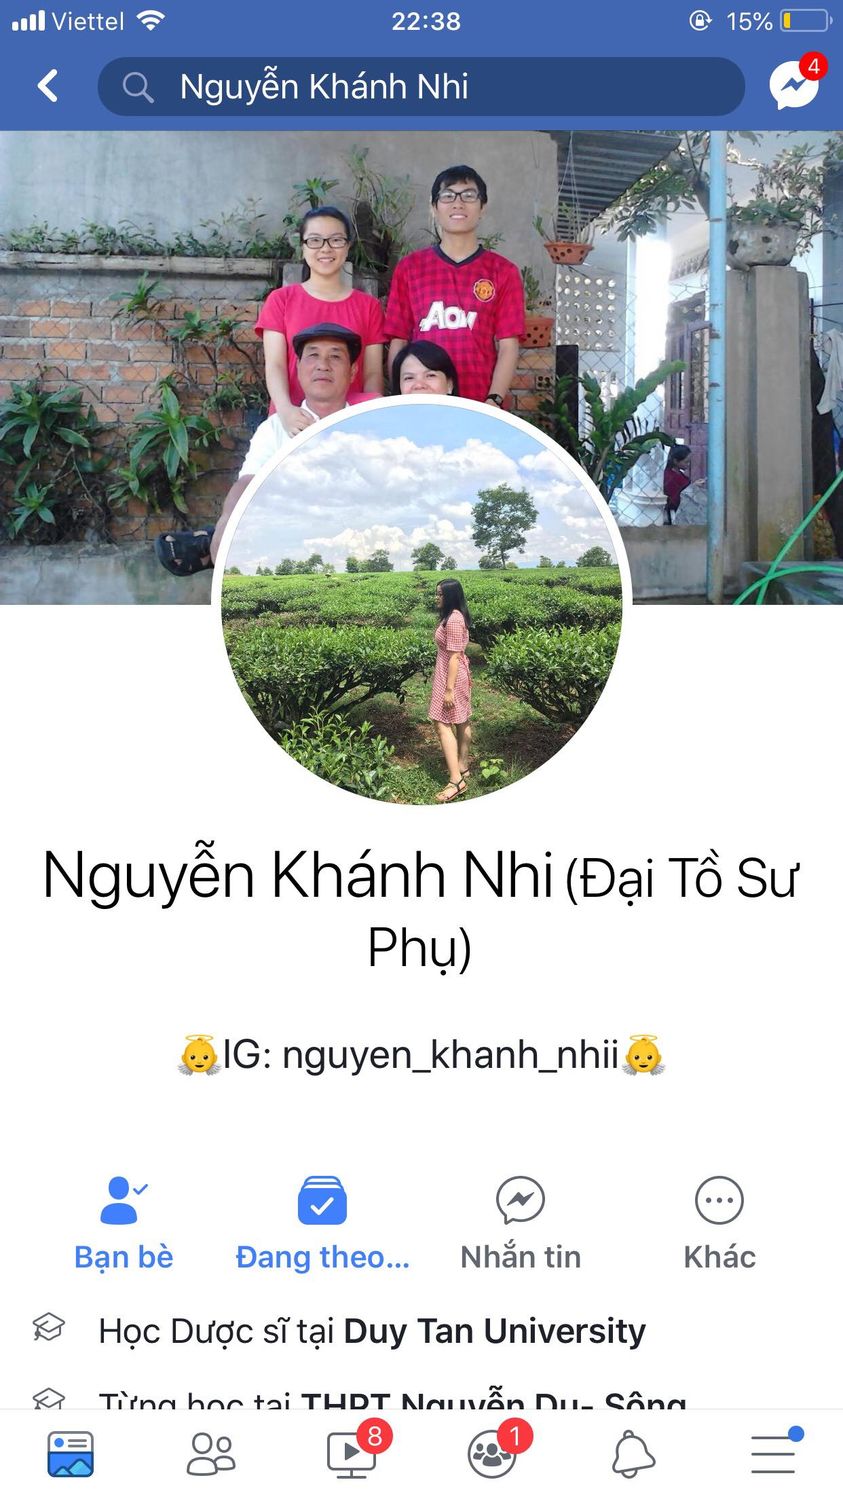 Viettel 22:38 15%
Nguyễn Khánh Nhi 4
AON
Nguyễn Khánh Nhi (Đại Tổ Sư
Phụ)
IG: nguyen_khanh_nhii
Bạn bè Đang theo... Nhắn tin Khác
Học Dược sĩ tại Duy Tan University
Từng học tại THPT Nguyễn Du- Sông
8 1